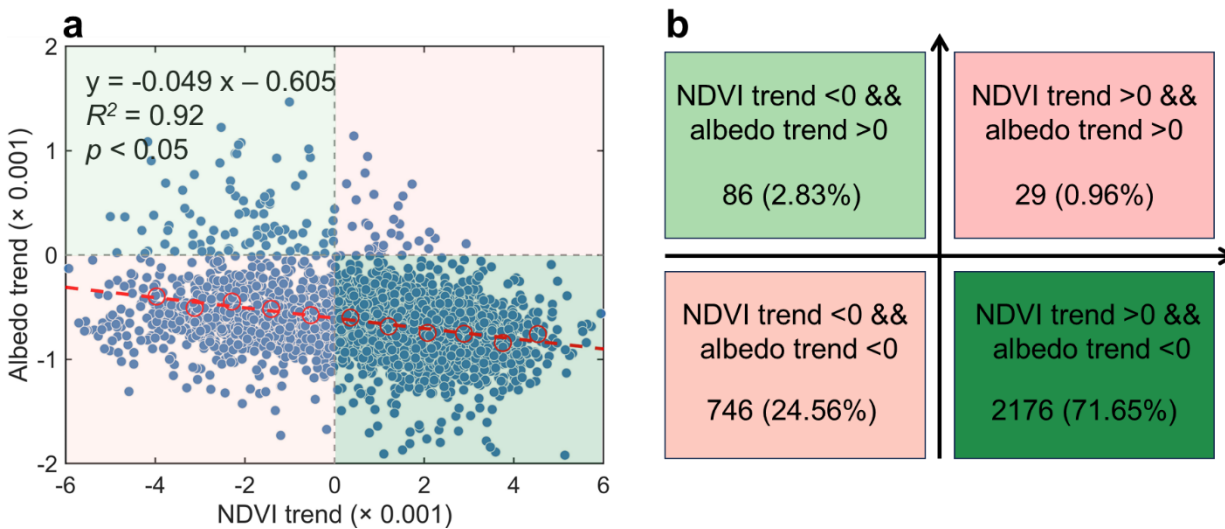 a
y = -0.049 x – 0.605
R² = 0.92
p < 0.05
2
1
0
-1
-2
-6
-4
-2
0
2
4
6
Albedo trend (× 0.001)
NDVI trend (× 0.001)
b
NDVI trend <0 &&
albedo trend >0
86 (2.83%)
NDVI trend >0 &&
albedo trend >0
29 (0.96%)
NDVI trend <0 &&
albedo trend <0
746 (24.56%)
NDVI trend >0 &&
albedo trend <0
2176 (71.65%)